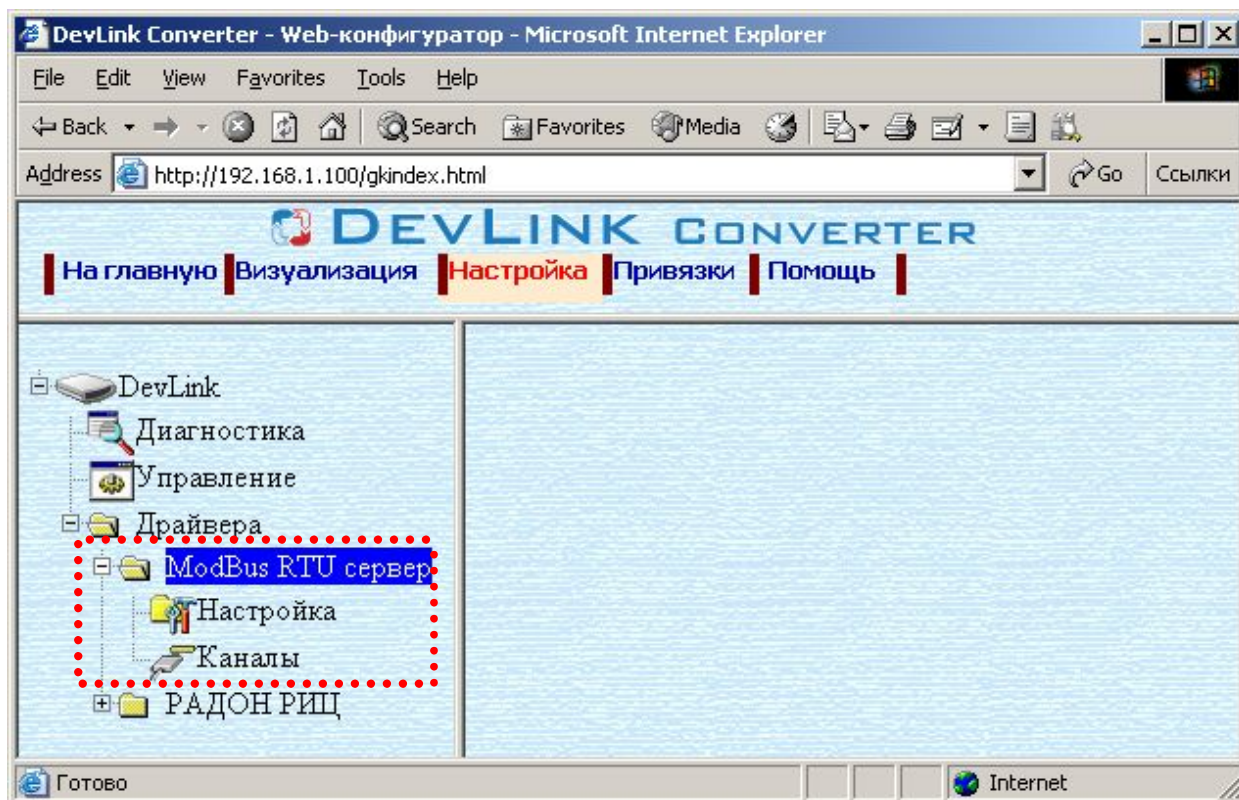 DevLink Converter - Web-конфигуратор - Microsoft Internet Explorer
File Edit View Favorites Tools Help
Back Search Favorites Media
Address http://192.168.1.100/gkindex.html Go Ссылки
DEVLINK CONVERTER
На главную Визуализация Настройка Привязки Помощь
DevLink
Диагностика
Управление
Драйвера
ModBus RTU сервер
Настройка
Каналы
РАДОН РИЦ
Готово Internet